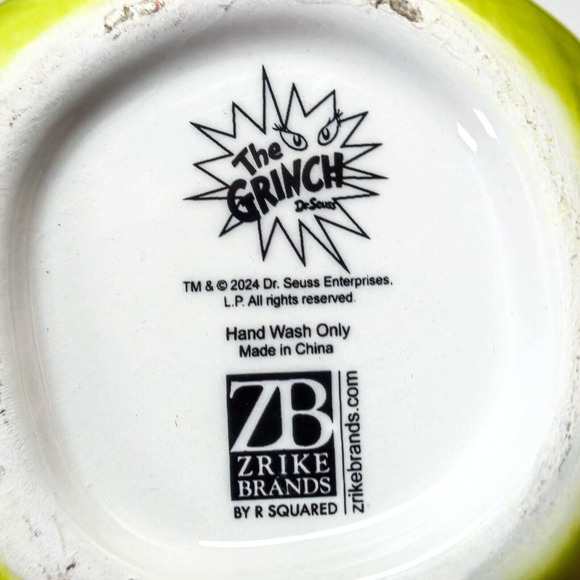 The
GRINCH
Dr. Seuss
TM & © 2024 Dr. Seuss Enterprises,
L.P. All rights reserved.
Hand Wash Only
Made in China
ZB
ZRIKE
BRANDS
BY R SQUARED
zrikebrands.com